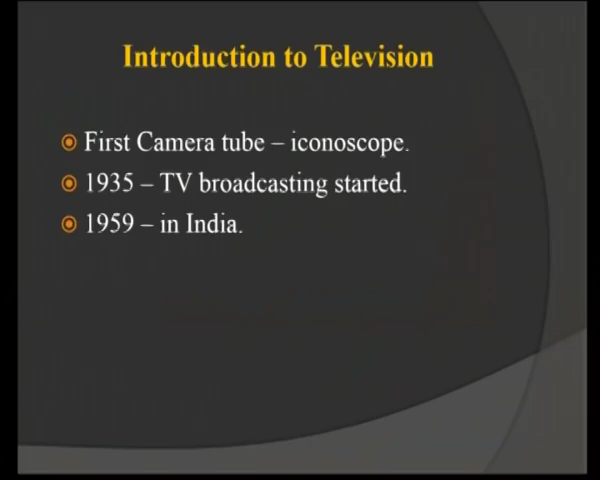 Introduction to Television
First Camera tube – iconoscope.
1935 – TV broadcasting started.
1959 – in India.